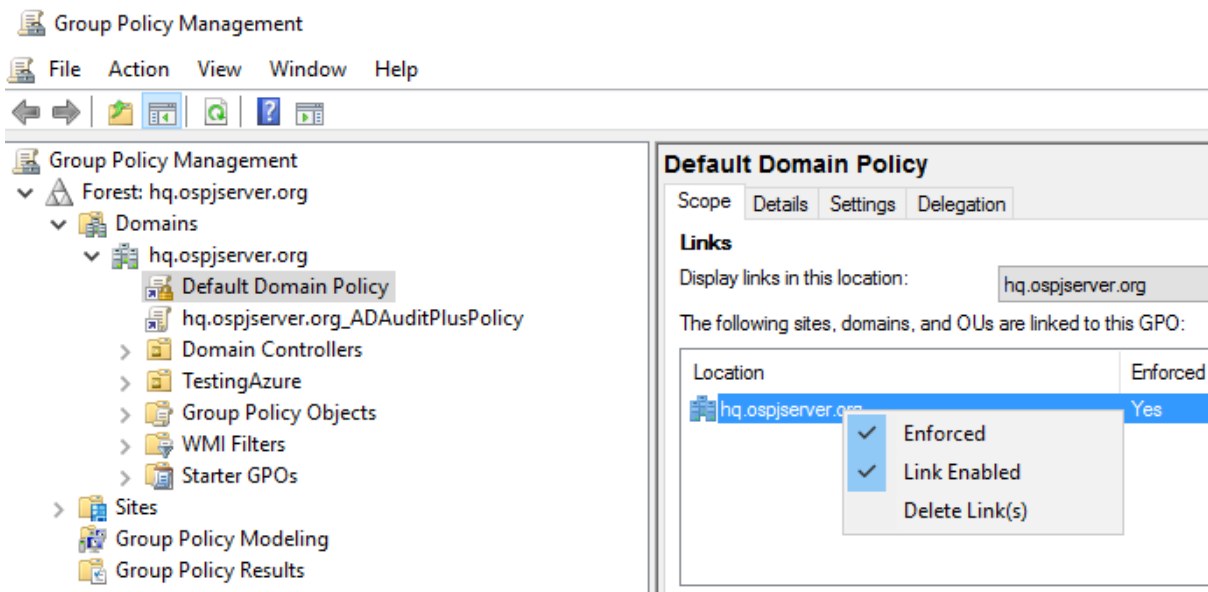 Group Policy Management
File Action View Window Help
Group Policy Management
Forest: hq.ospjserver.org
Domains
hq.ospjserver.org
Default Domain Policy
hq.ospjserver.org_ADAuditPlusPolicy
Domain Controllers
TestingAzure
Group Policy Objects
WMI Filters
Starter GPOs
Sites
Group Policy Modeling
Group Policy Results
Default Domain Policy
Scope Details Settings Delegation
Links
Display links in this location: hq.ospjserver.org
The following sites, domains, and OUs are linked to this GPO:
Location Enforced
hq.ospjserver.org Yes
Enforced
Link Enabled
Delete Link(s)